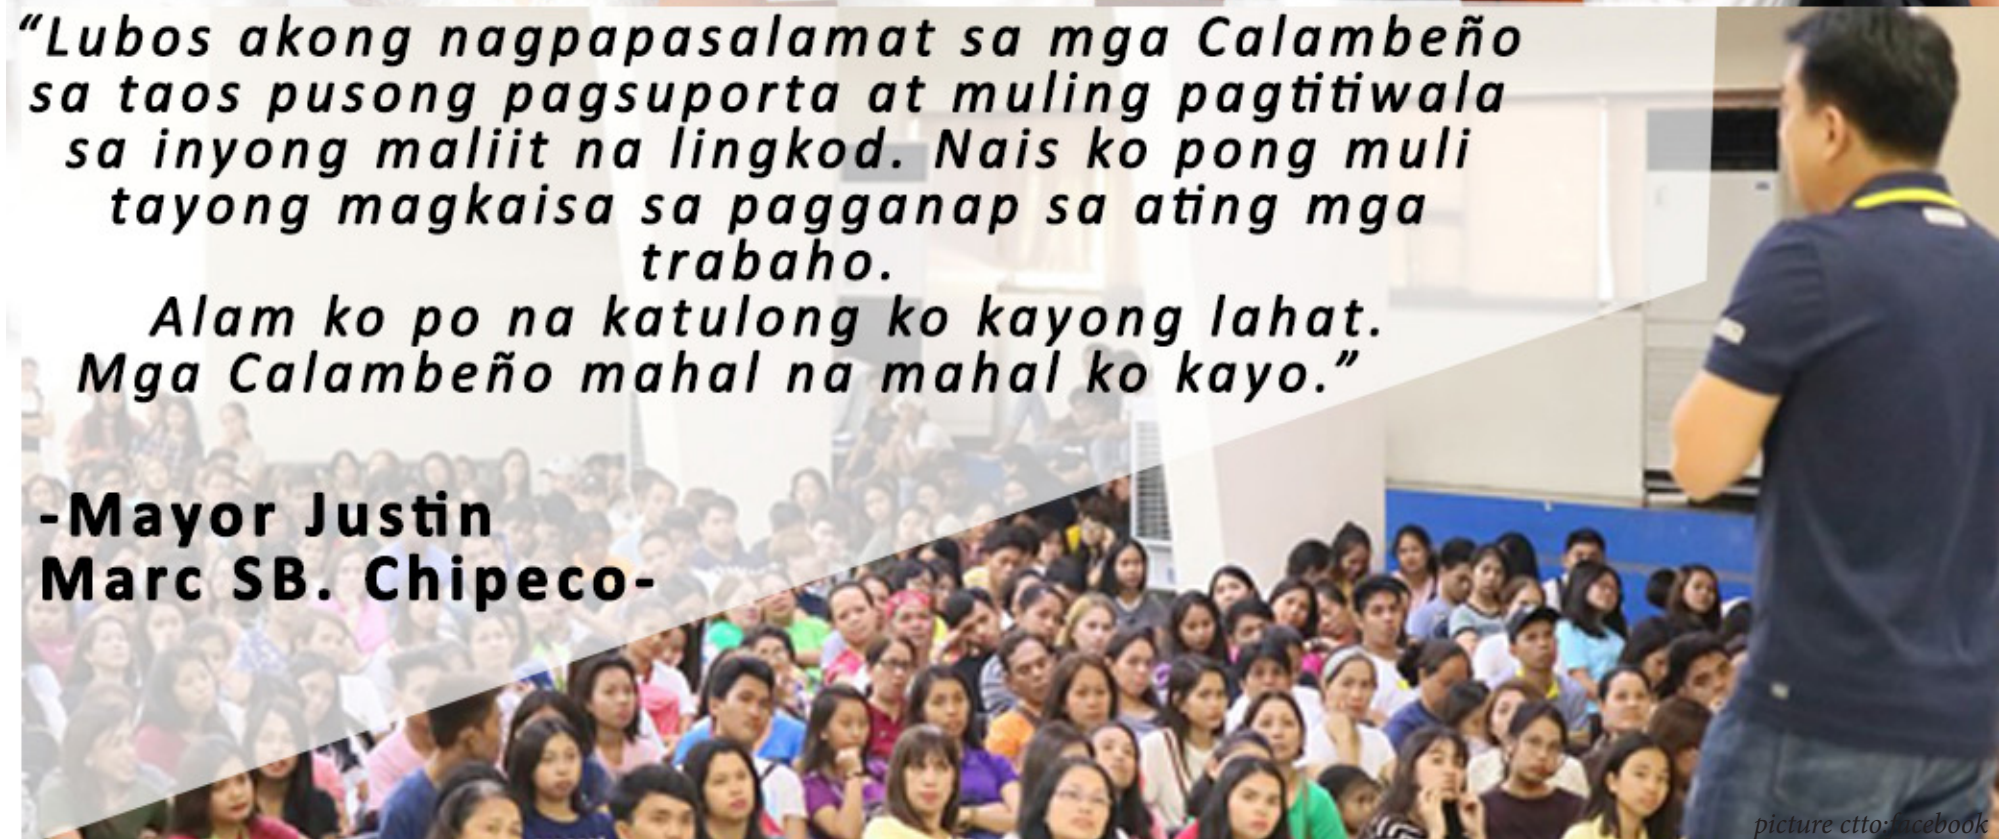 “Lubos akong nagpapasalamat sa mga Calambeño
sa taos pusong pagsuporta at muling pagtitiwala
sa inyong maliit na lingkod. Nais ko pong muli
tayong magkaisa sa pagganap sa ating mga
trabaho.
Alam ko po na katulong ko kayong lahat.
Mga Calambeño mahal na mahal ko kayo.”
-Mayor Justin
Marc SB. Chipeco-
picture ctto:facebook